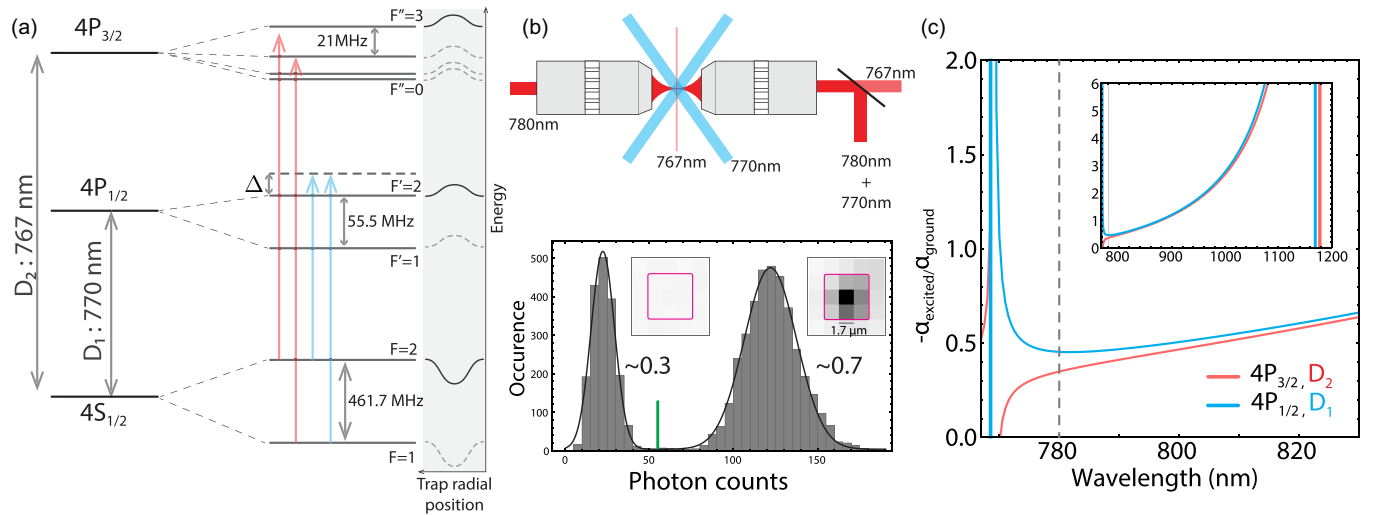 (a)
4P3/2
4P1/2
4S1/2
D2 : 767 nm
D1 : 770 nm
F''=3
21MHz
F''=0
Δ
F'=2
55.5 MHz
F'=1
F=2
461.7 MHz
F=1
Energy
Trap radial
position
(b)
780nm
767nm
770nm
767nm
780nm
+
770nm
Occurence
500
400
300
200
100
0
~0.3
~0.7
1.7 μm
0
50
100
150
Photon counts
(c)
-αexcited/αground
2.0
1.5
1.0
0.5
0.0
6
5
4
3
2
1
0
800
900
1000
1100
1200
4P3/2, D2
4P1/2, D1
780
800
820
Wavelength (nm)